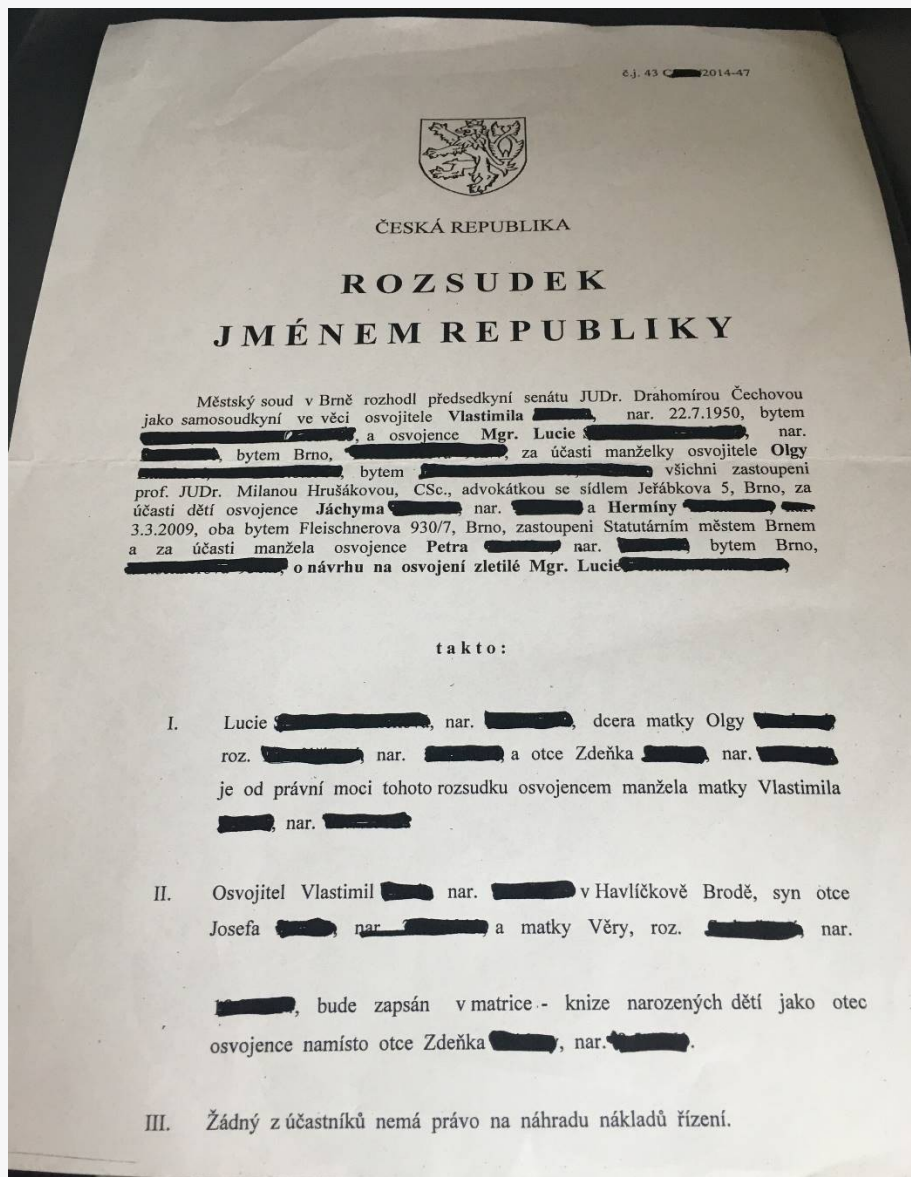 č.j. 43 C /2014-47
ČESKÁ REPUBLIKA
ROZSUDEK
JMÉNEM REPUBLIKY
Městský soud v Brně rozhodl předsedkyní senátu JUDr. Drahomírou Čechovou
jako samosoudkyní ve věci osvojitele Vlastimila , nar. 22.7.1950, bytem
, a osvojence Mgr. Lucie , nar.
, bytem Brno, , za účasti manželky osvojitele Olgy
, bytem všichni zastoupeni
prof. JUDr. Milanou Hrušákovou, CSc., advokátkou se sídlem Jeřábkova 5, Brno, za
účasti dětí osvojence Jáchyma nar. a Hermíny nar.
3.3.2009, oba bytem Fleischnerova 930/7, Brno, zastoupeni Statutárním městem Brnem
a za účasti manžela osvojence Petra nar. bytem Brno,
, o návrhu na osvojení zletilé Mgr. Lucie ,
takto:
I. Lucie , nar. , dcera matky Olgy
roz. , nar. a otce Zdeňka , nar.
je od právní moci tohoto rozsudku osvojencem manžela matky Vlastimila
, nar.
II. Osvojitel Vlastimil nar. v Havlíčkově Brodě, syn otce
Josefa , nar. a matky Věry, roz. , nar.
, bude zapsán v matrice - knize narozených dětí jako otec
osvojence namísto otce Zdeňka , nar. .
III. Žádný z účastníků nemá právo na náhradu nákladů řízení.